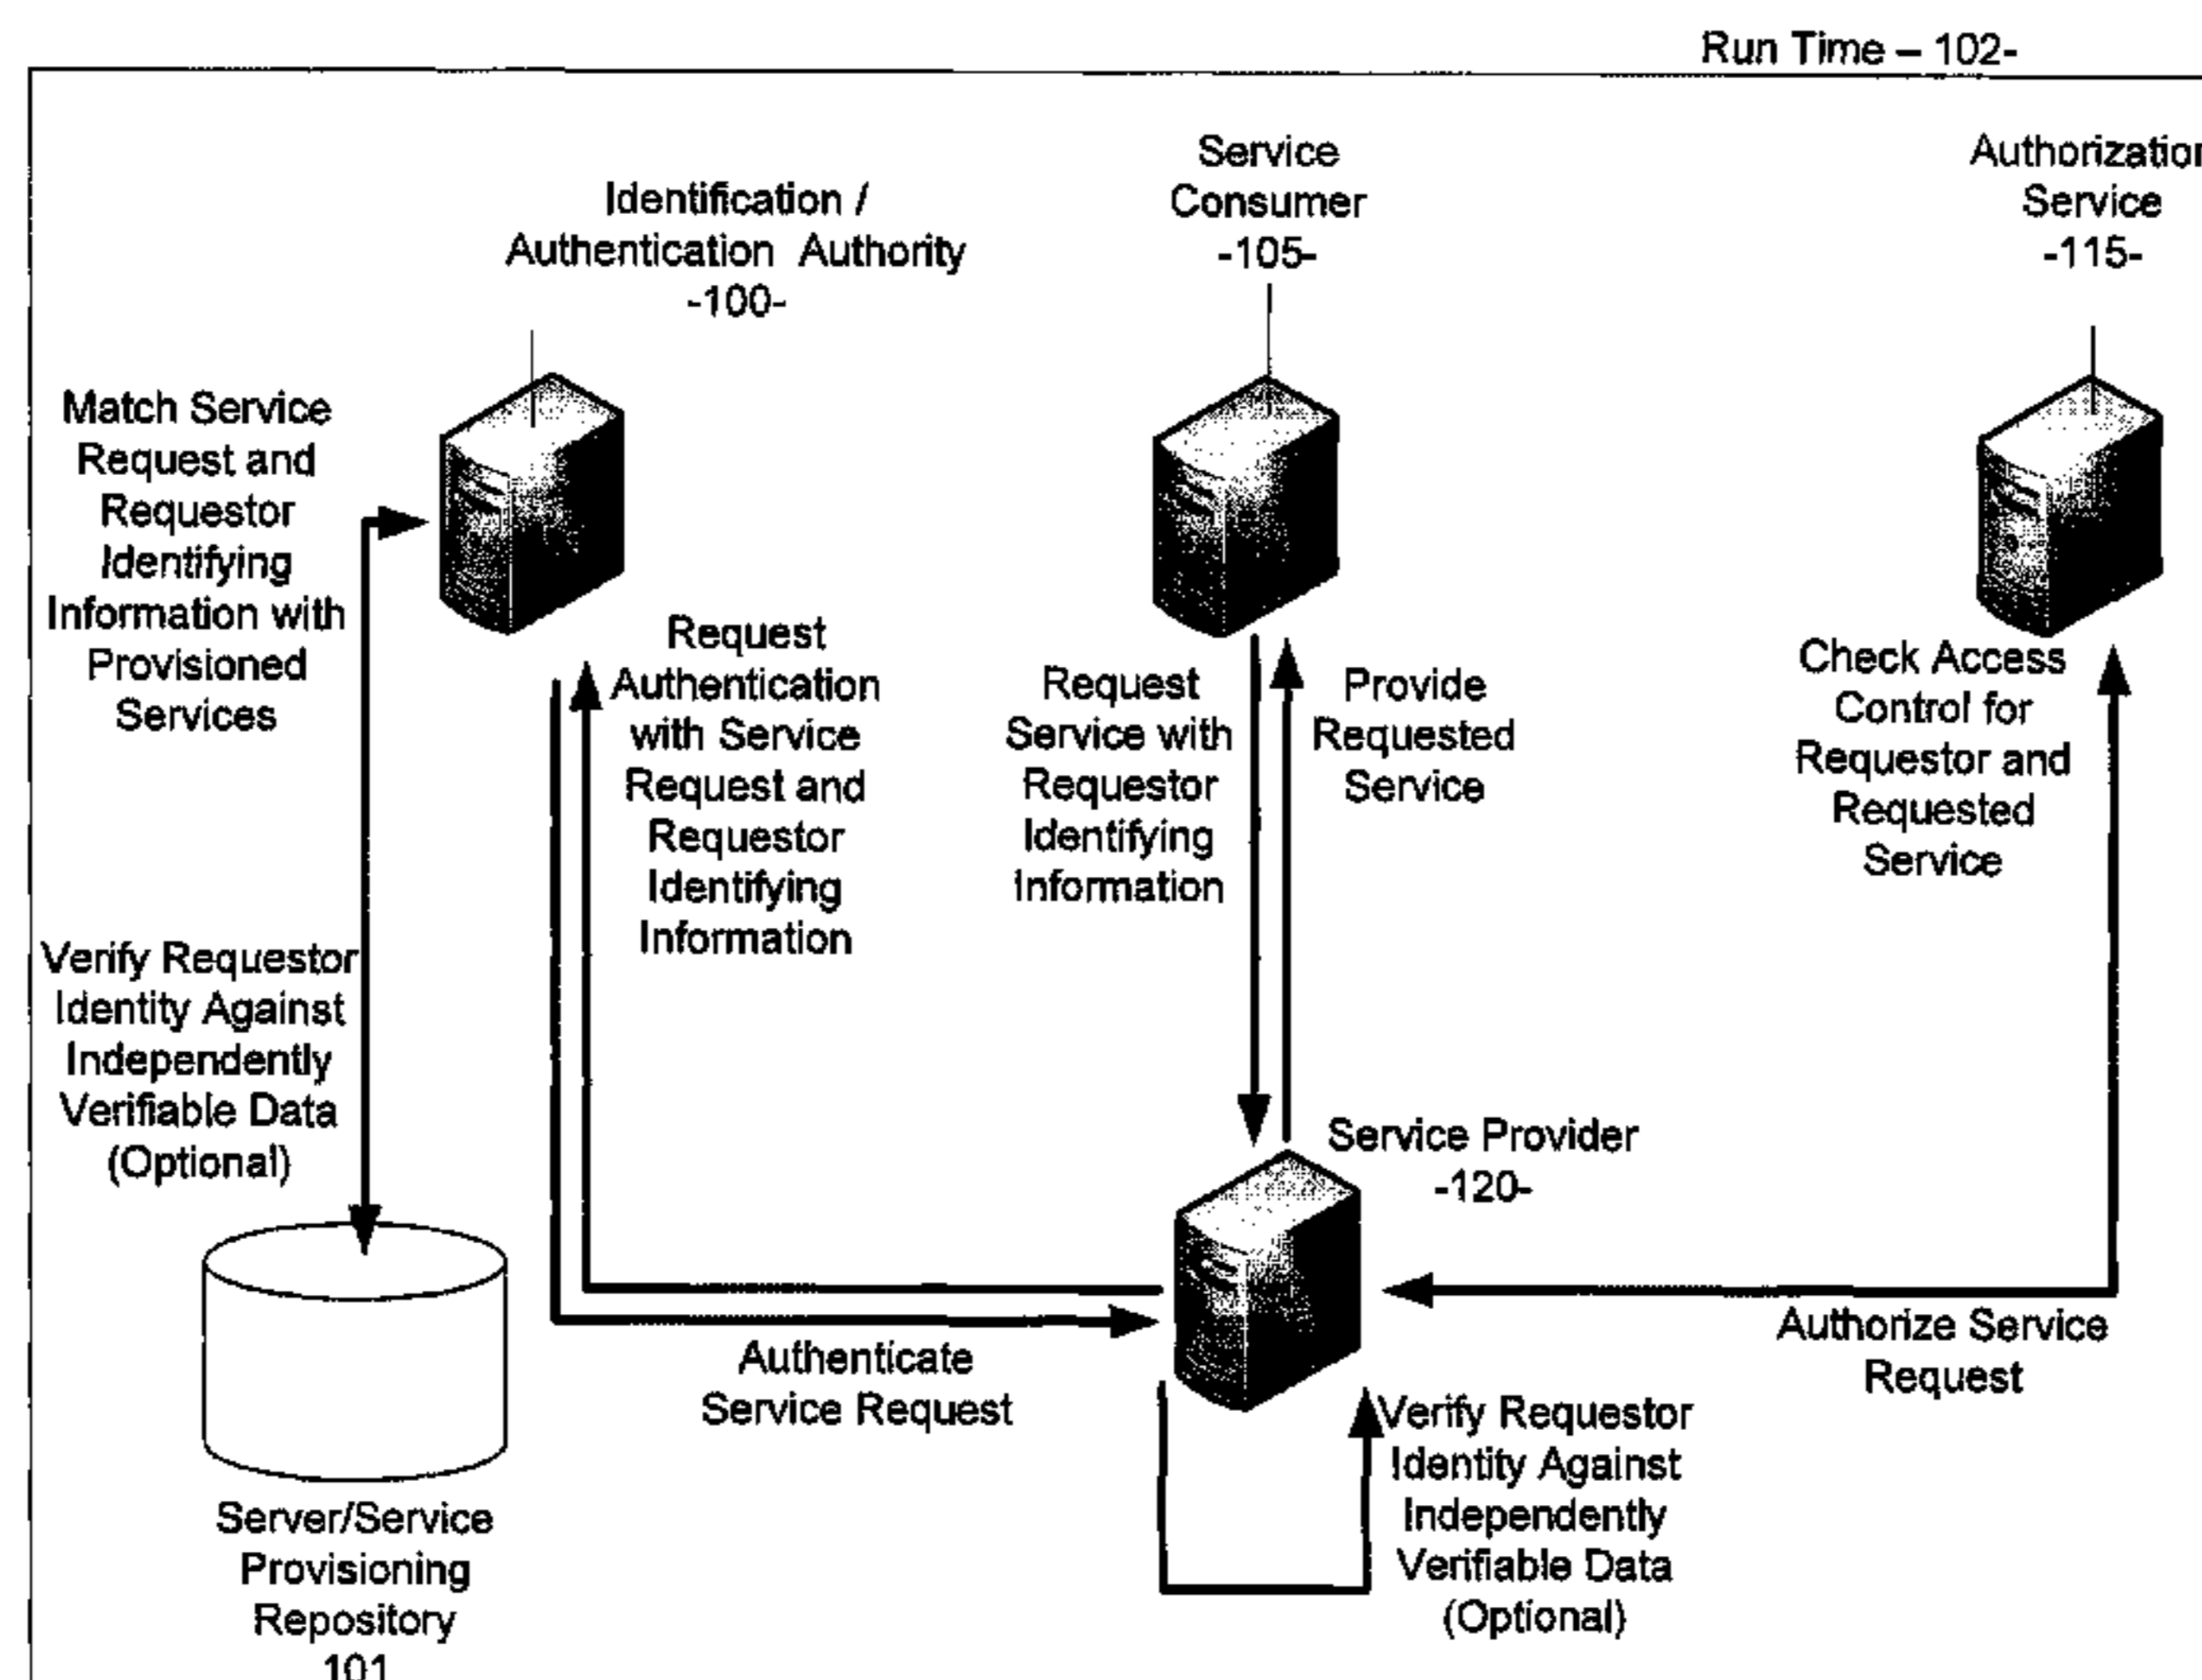 Run Time – 102-
Service
Consumer
-105-
Authorization
Service
-115-
Identification /
Authentication Authority
-100-
Match Service
Request and
Requestor
Identifying
Information with
Provisioned
Services
Request
Authentication
with Service
Request and
Requestor
Identifying
Information
Request
Service with
Requestor
Identifying
Information
Provide
Requested
Service
Check Access
Control for
Requestor and
Requested
Service
Verify Requestor
Identity Against
Independently
Verifiable Data
(Optional)
Service Provider
-120-
Authenticate
Service Request
Authorize Service
Request
Verify Requestor
Identity Against
Independently
Verifiable Data
(Optional)
Server/Service
Provisioning
Repository
101